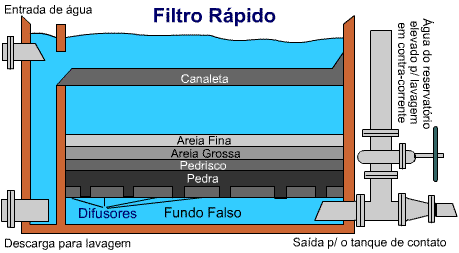 Entrada de água
Filtro Rápido
Canaleta
Areia Fina
Areia Grossa
Pedrisco
Pedra
Difusores
Fundo Falso
Descarga para lavagem
Saída p/ o tanque de contato
Água do reservatório
elevado p/ lavagem
em contra-corrente